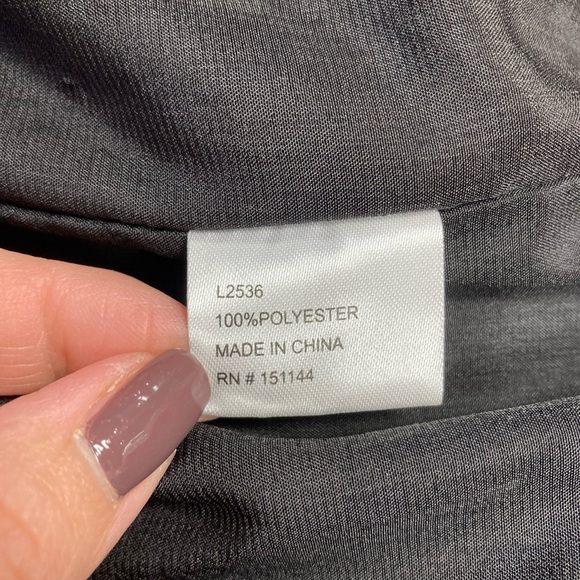 L2536
100%POLYESTER
MADE IN CHINA
RN # 151144